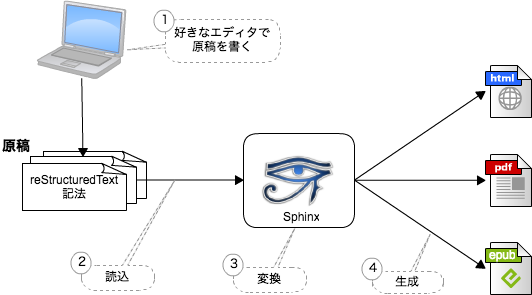 1
好きなエディタで
原稿を書く
原稿
reStructuredText
記法
2
読込
Sphinx
3
変換
4
生成
html
pdf
epub